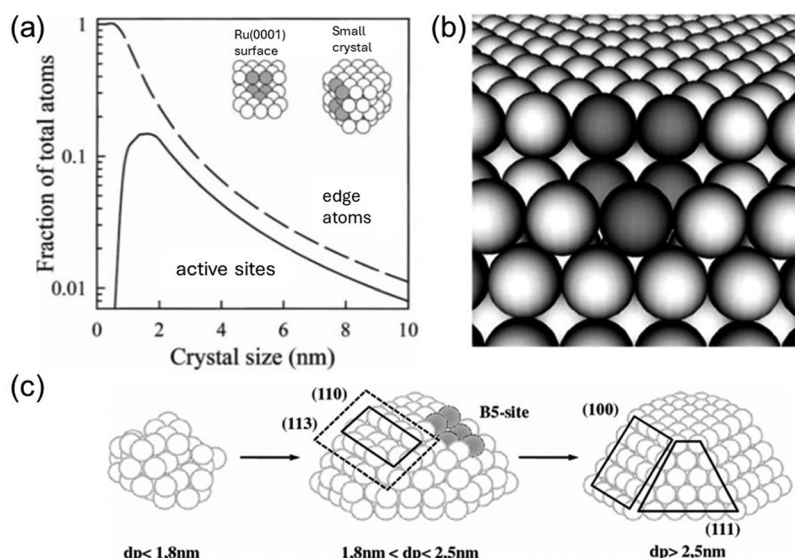 (a)
Fraction of total atoms
1
0.1
0.01
Ru(0001)
surface
Small
crystal
edge
atoms
active sites
0
2
4
6
8
10
Crystal size (nm)
(b)
(c)
(110)
(113)
B5-site
(100)
(111)
dp< 1,8nm
1,8nm < dp< 2,5nm
dp> 2,5nm